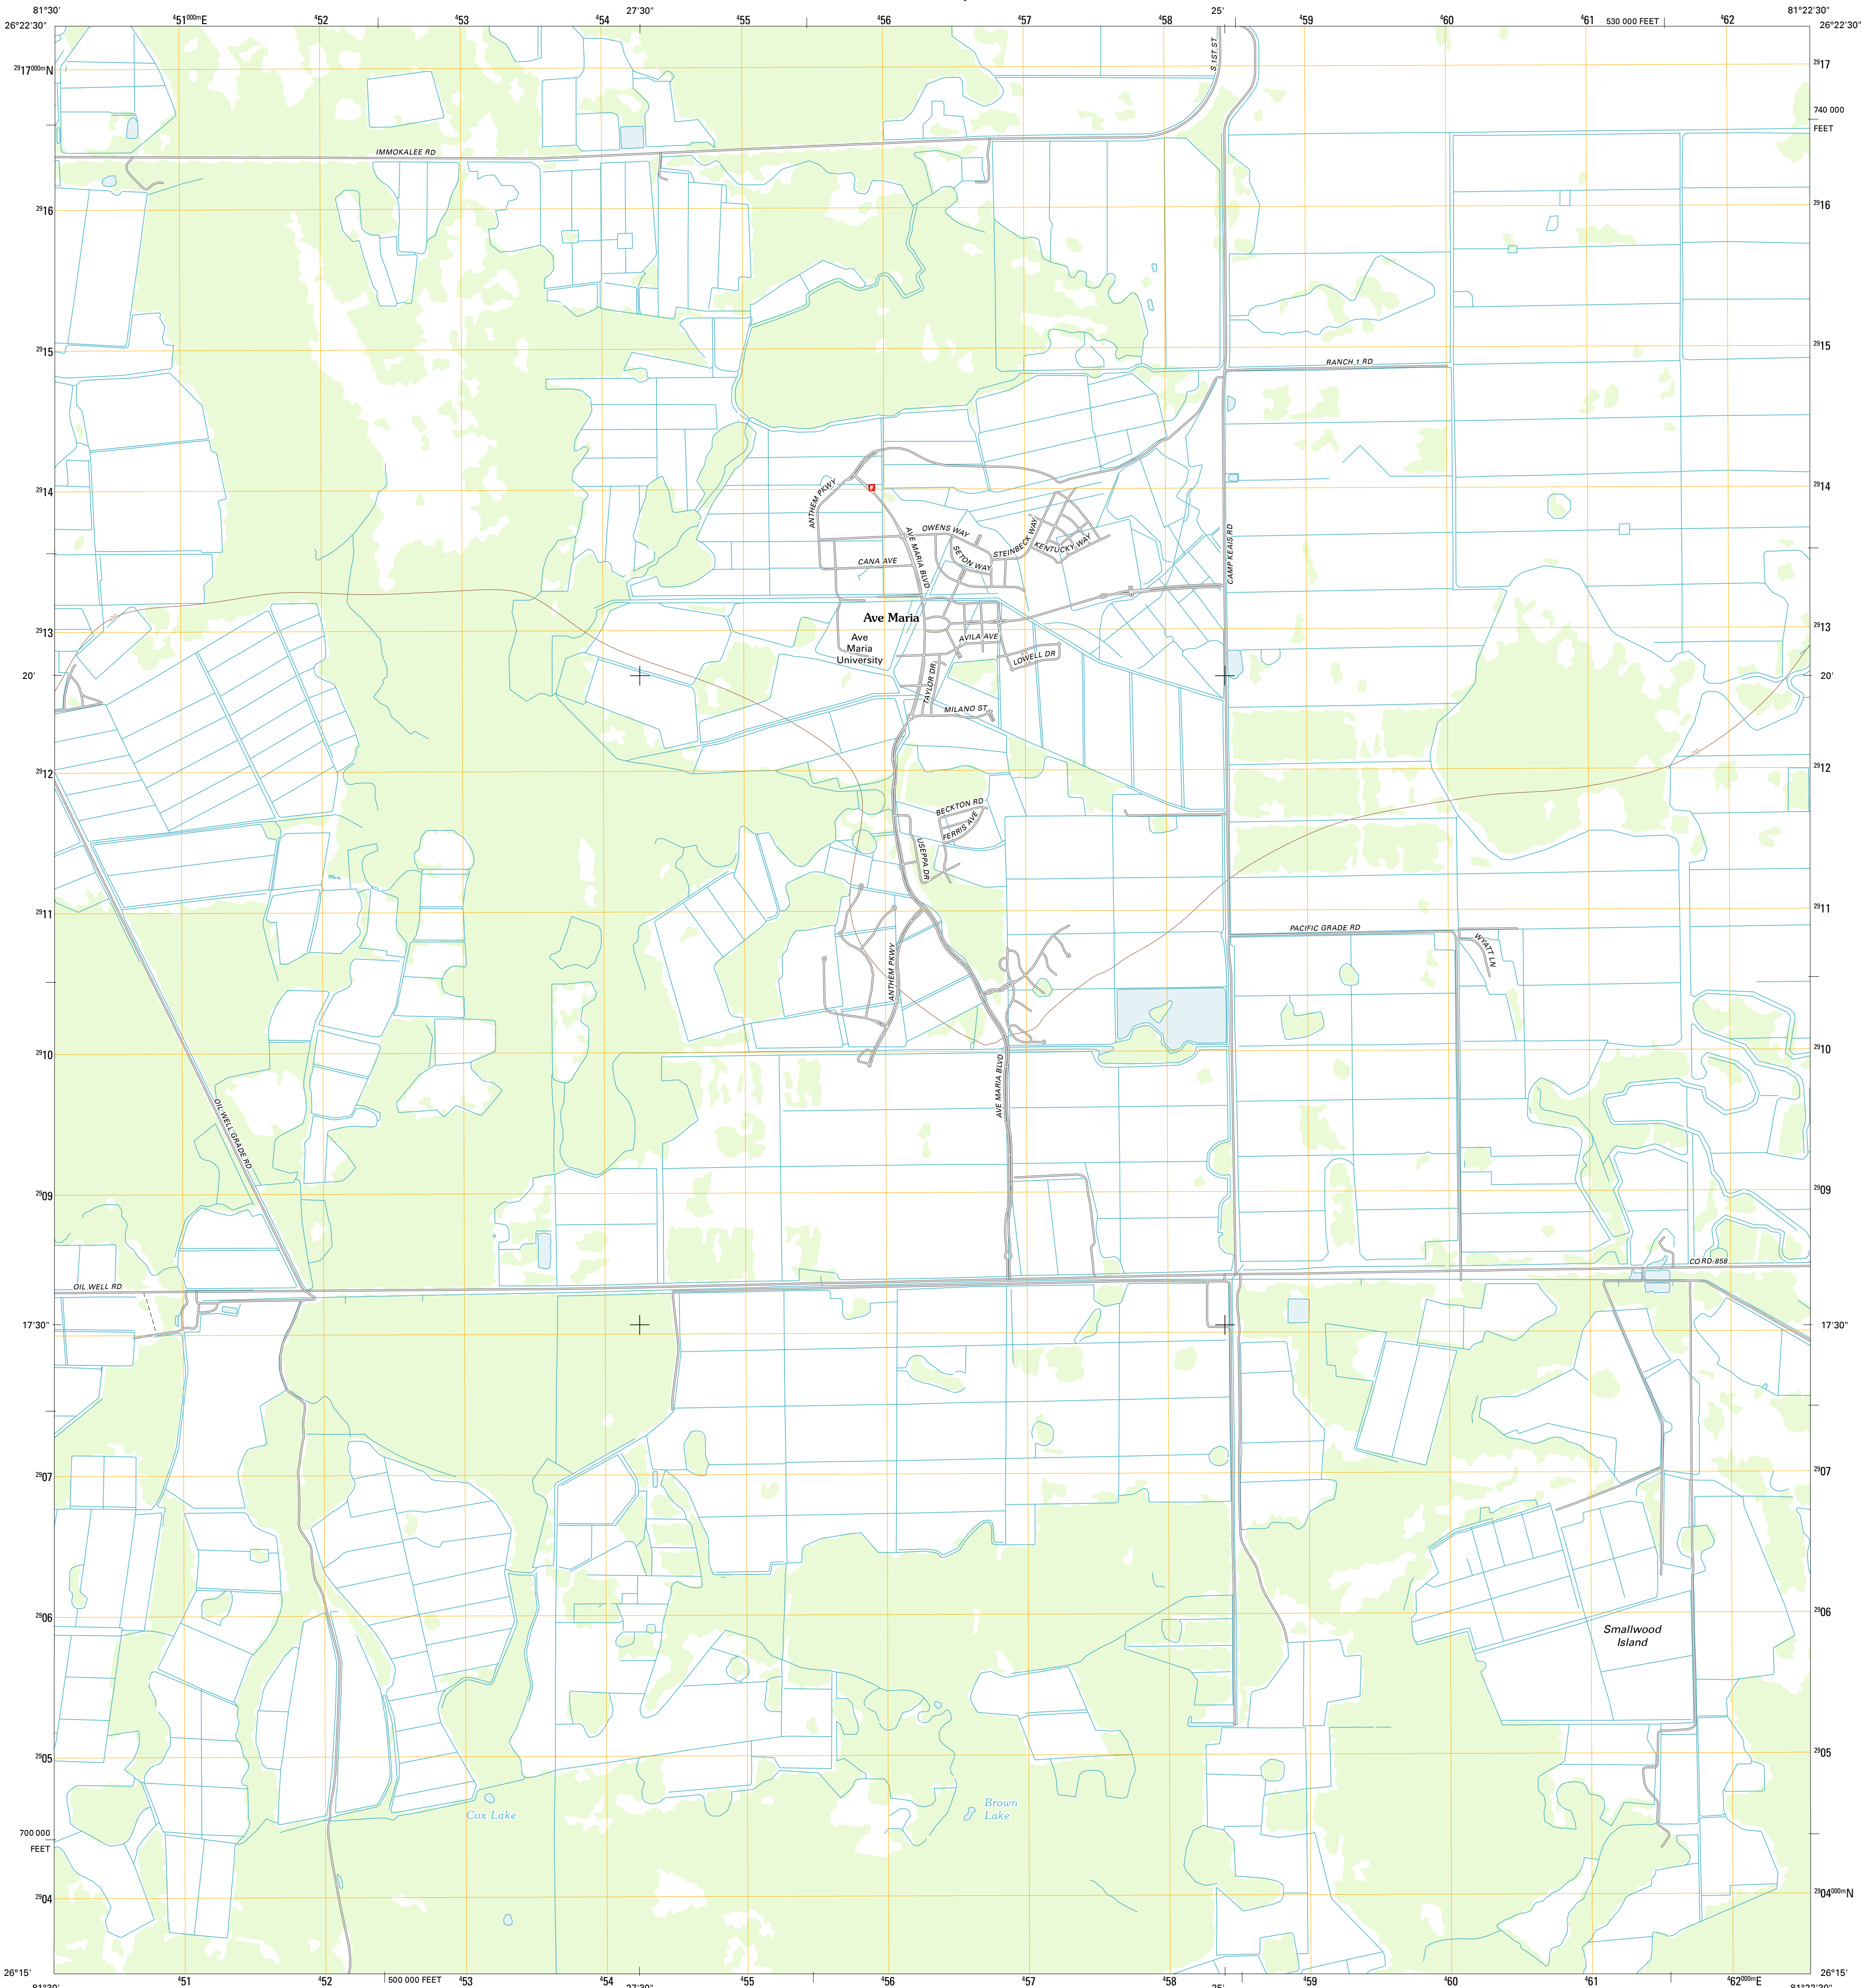 81°30'
⁴51⁰⁰⁰ᵐE
⁴52
⁴53
⁴54
27'30"
⁴55
⁴56
⁴57
⁴58
25'
⁴59
⁴60
⁴61
530 000 FEET
⁴62
81°22'30"
26°22'30"
26°22'30"
S 1ST ST
²⁹17⁰⁰⁰ᵐN
²⁹17
740 000
FEET
IMMOKALEE RD
²⁹16
²⁹16
²⁹15
²⁹15
RANCH 1 RD
²⁹14
²⁹14
ANTHEM PKWY
F
OWENS WAY
AVE MARIA BLVD
STEINBECK WAY
KENTUCKY WAY
SETON WAY
CANA AVE
CAMP KEAIS RD
²⁹13
²⁹13
Ave Maria
Ave
Maria
University
AVILA AVE
LOWELL DR
20'
20'
TAYLOR DR
MILANO ST
²⁹12
²⁹12
BECKTON RD
FERRIS AVE
USEPPA DR
²⁹11
²⁹11
PACIFIC GRADE RD
WYATT LN
ANTHEM PKWY
²⁹10
²⁹10
AVE MARIA BLVD
OIL WELL GRADE RD
²⁹09
²⁹09
OIL WELL RD
CO RD-858
17'30"
17'30"
²⁹07
²⁹07
²⁹06
²⁹06
Smallwood
Island
²⁹05
²⁹05
Cox Lake
Brown
Lake
700 000
FEET
²⁹04
²⁹04⁰⁰⁰ᵐN
26°15'
26°15'
81°30'
⁴51
⁴52
500 000 FEET
⁴53
⁴54
27'30"
⁴55
⁴56
⁴57
⁴58
25'
⁴59
⁴60
⁴61
⁴62⁰⁰⁰ᵐE
81°22'30"